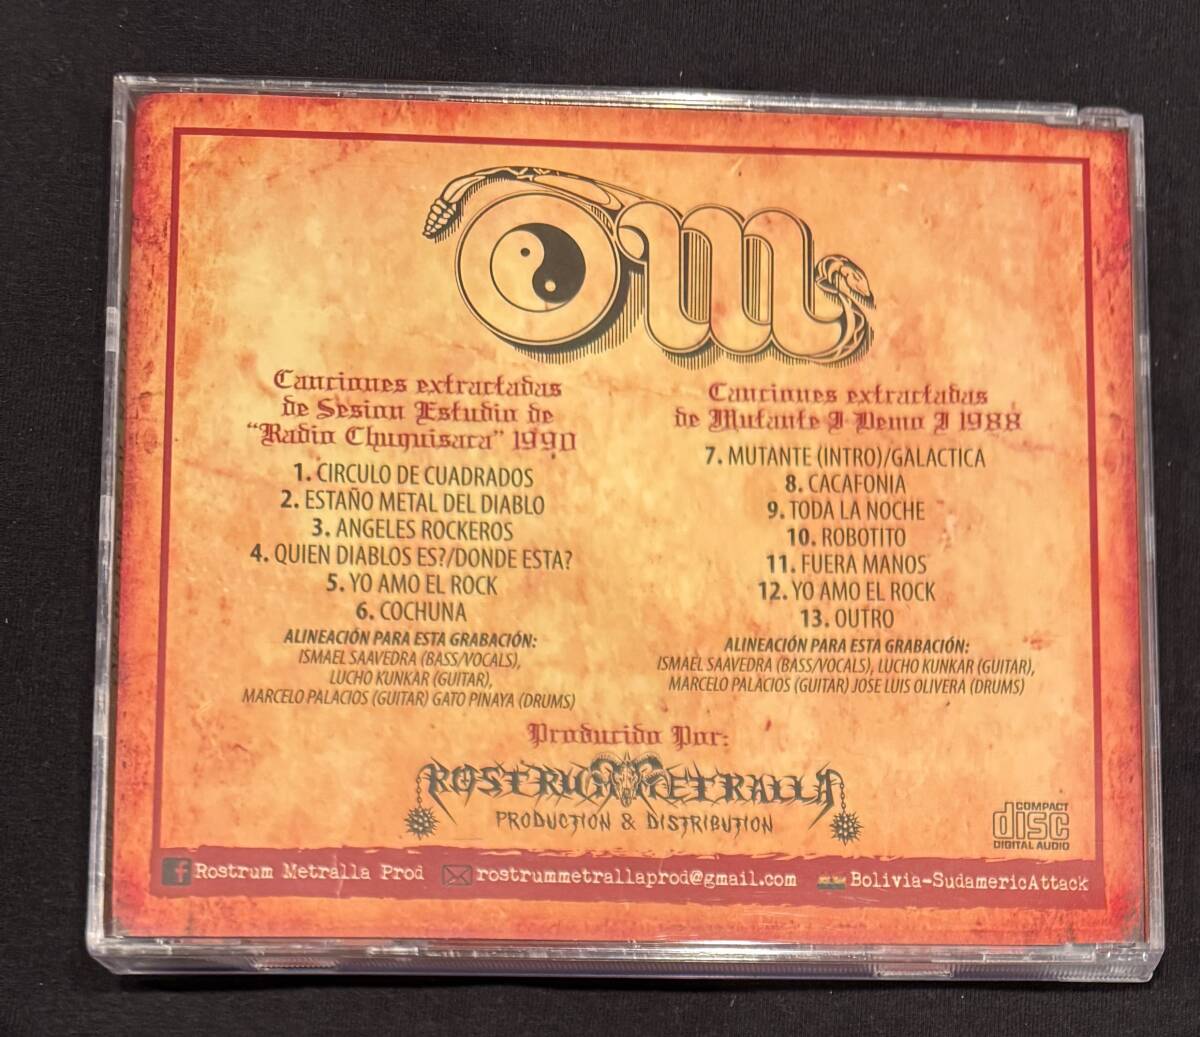 Om
Canciones extractadas
de Sesion Estudio de
"Radio Chuquisaca" 1990
1. CIRCULO DE CUADRADOS
2. ESTAÑO METAL DEL DIABLO
3. ANGELES ROCKEROS
4. QUIEN DIABLOS ES?/DONDE ESTA?
5. YO AMO EL ROCK
6. COCHUNA
ALINEACIÓN PARA ESTA GRABACIÓN:
ISMAEL SAAVEDRA (BASS/VOCALS),
LUCHO KUNKAR (GUITAR),
MARCELO PALACIOS (GUITAR) GATO PINAYA (DRUMS)
Canciones extractadas
de Mutante I Demo I 1988
7. MUTANTE (INTRO)/GALACTICA
8. CACAFONIA
9. TODA LA NOCHE
10. ROBOTITO
11. FUERA MANOS
12. YO AMO EL ROCK
13. OUTRO
ALINEACIÓN PARA ESTA GRABACIÓN:
ISMAEL SAAVEDRA (BASS/VOCALS), LUCHO KUNKAR (GUITAR),
MARCELO PALACIOS (GUITAR) JOSE LUIS OLIVERA (DRUMS)
Producido Por:
ROSTRUM METRALLA
PRODUCTION & DISTRIBUTION
COMPACT
disc
DIGITAL AUDIO
f Rostrum Metralla Prod rostrummetrallaprod@gmail.com Bolivia-SudamericAttack